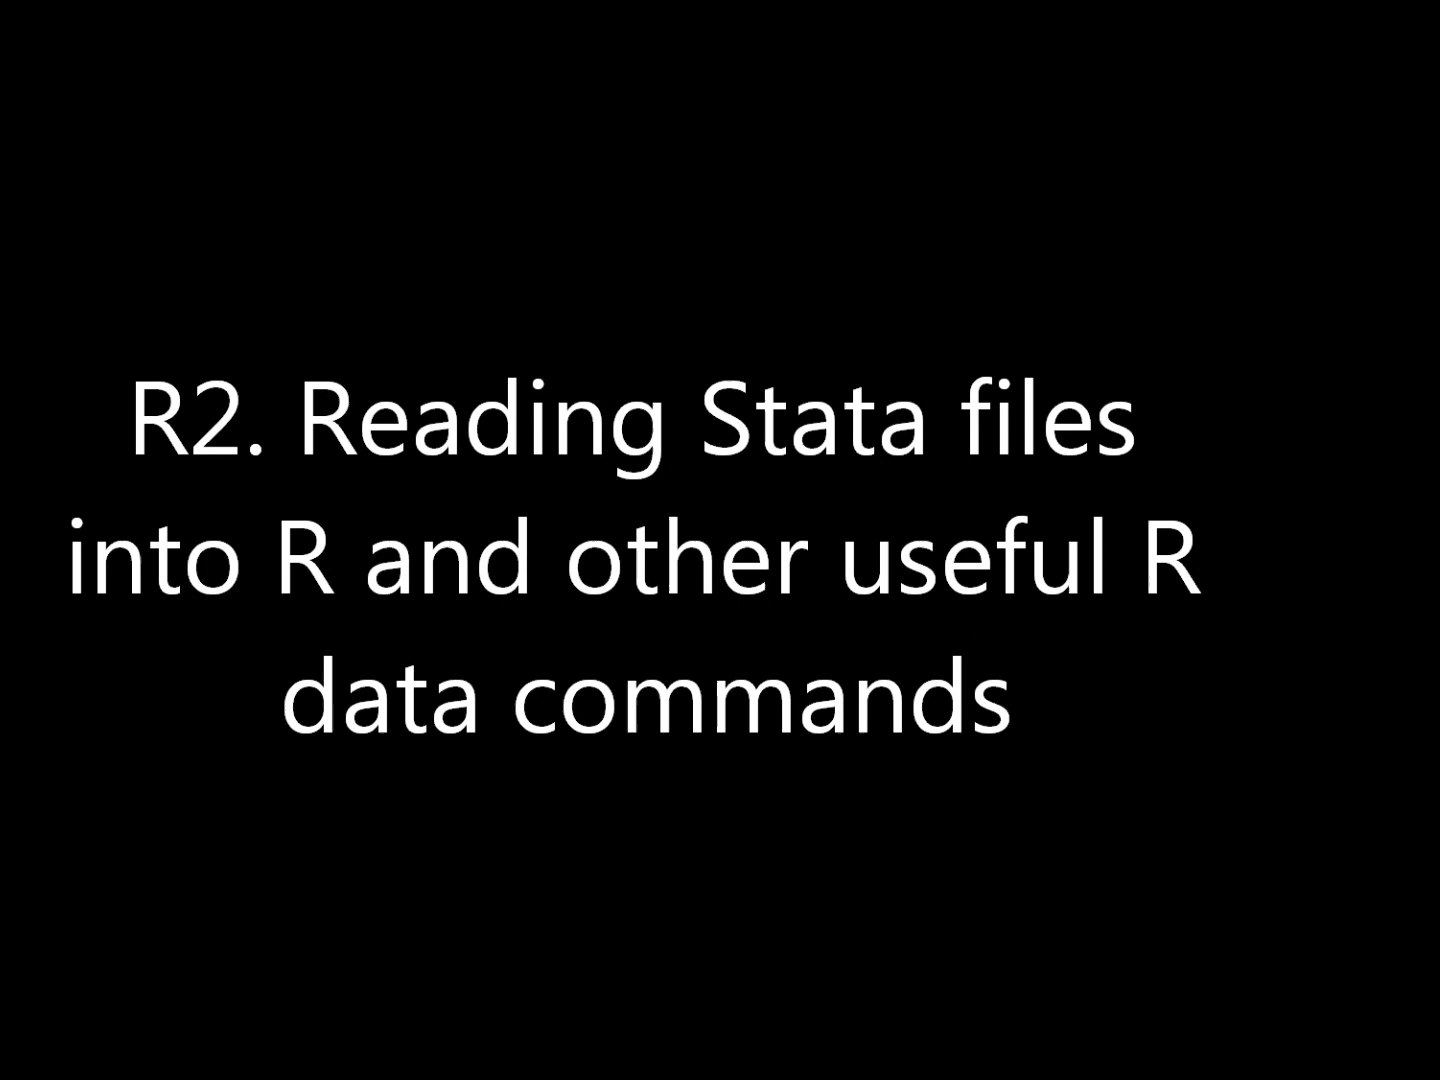 R2. Reading Stata files
into R and other useful R
data commands